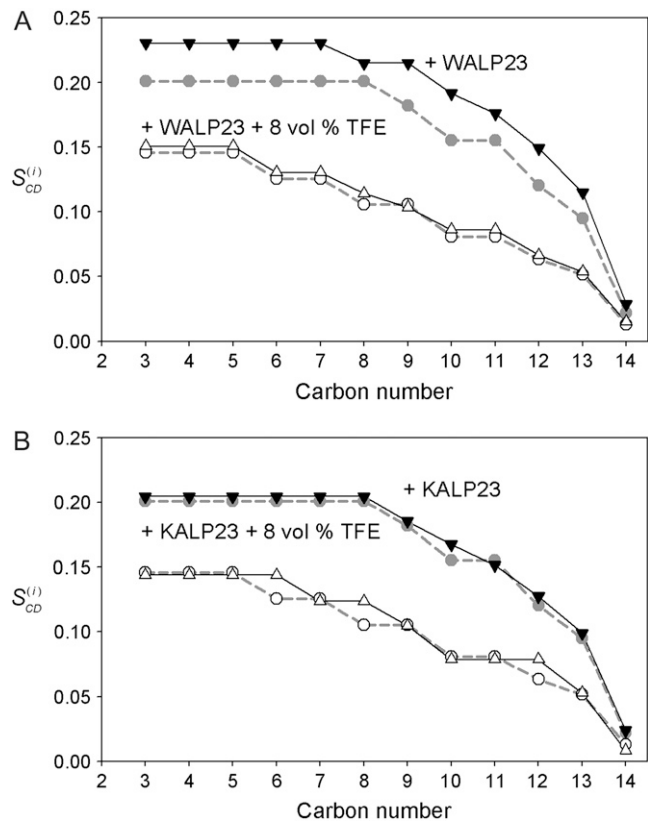 A
0.25
+ WALP23
0.20
+ WALP23 + 8 vol % TFE
0.15
S_CD^(i)
0.10
0.05
0.00
2 3 4 5 6 7 8 9 10 11 12 13 14
Carbon number
B
0.25
+ KALP23
0.20
+ KALP23 + 8 vol % TFE
0.15
S_CD^(i)
0.10
0.05
0.00
2 3 4 5 6 7 8 9 10 11 12 13 14
Carbon number